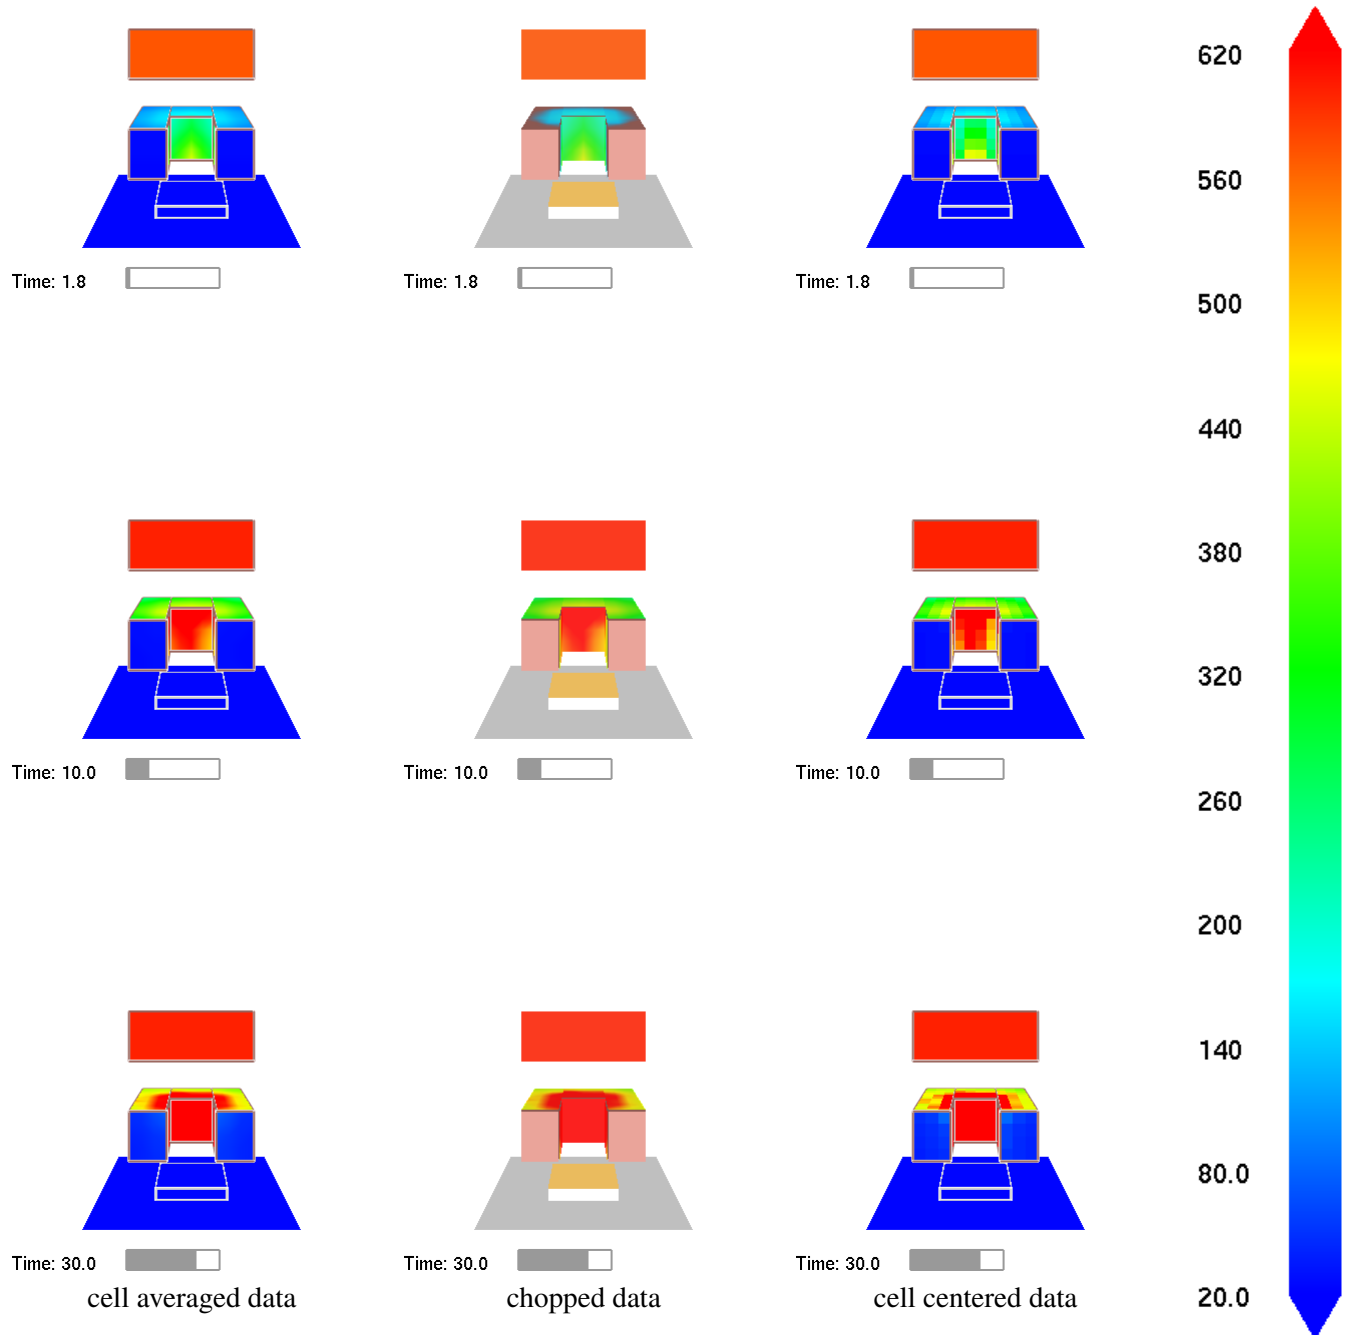 620
560
Time: 1.8 Time: 1.8 Time: 1.8
500
440
380
320
Time: 10.0 Time: 10.0 Time: 10.0
260
200
140
80.0
Time: 30.0 Time: 30.0 Time: 30.0
cell averaged data chopped data cell centered data
20.0